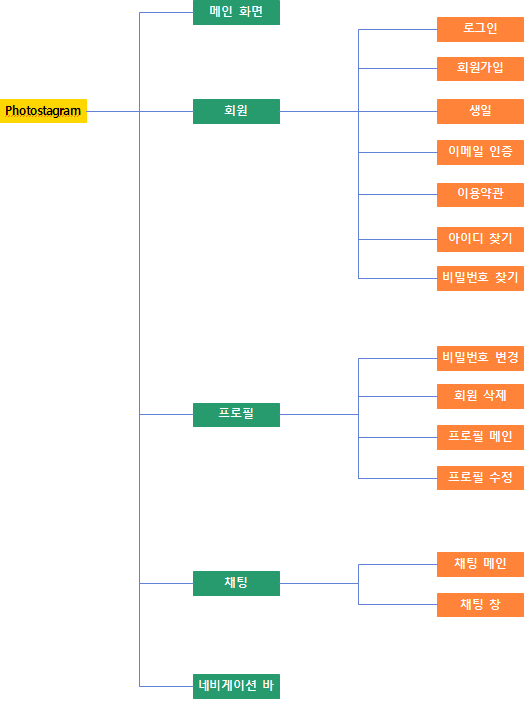 Photostagram
메인 화면
회원
로그인
회원가입
생일
이메일 인증
이용약관
아이디 찾기
비밀번호 찾기
프로필
비밀번호 변경
회원 삭제
프로필 메인
프로필 수정
채팅
채팅 메인
채팅 창
네비게이션 바